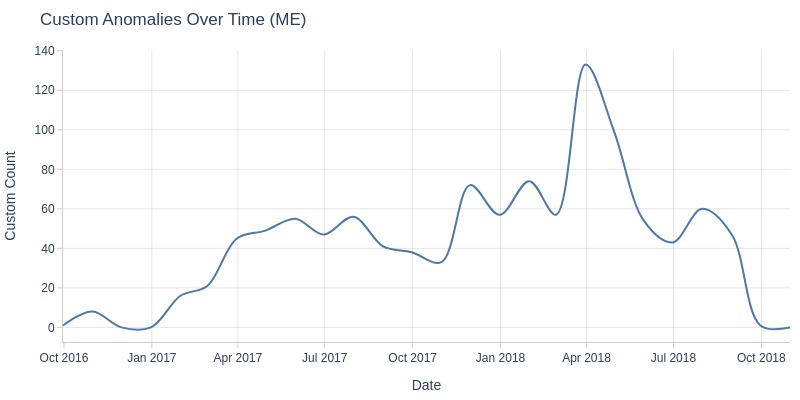 Custom Anomalies Over Time (ME)
140
120
100
80
60
40
20
0
Custom Count
Oct 2016 Jan 2017 Apr 2017 Jul 2017 Oct 2017 Jan 2018 Apr 2018 Jul 2018 Oct 2018
Date